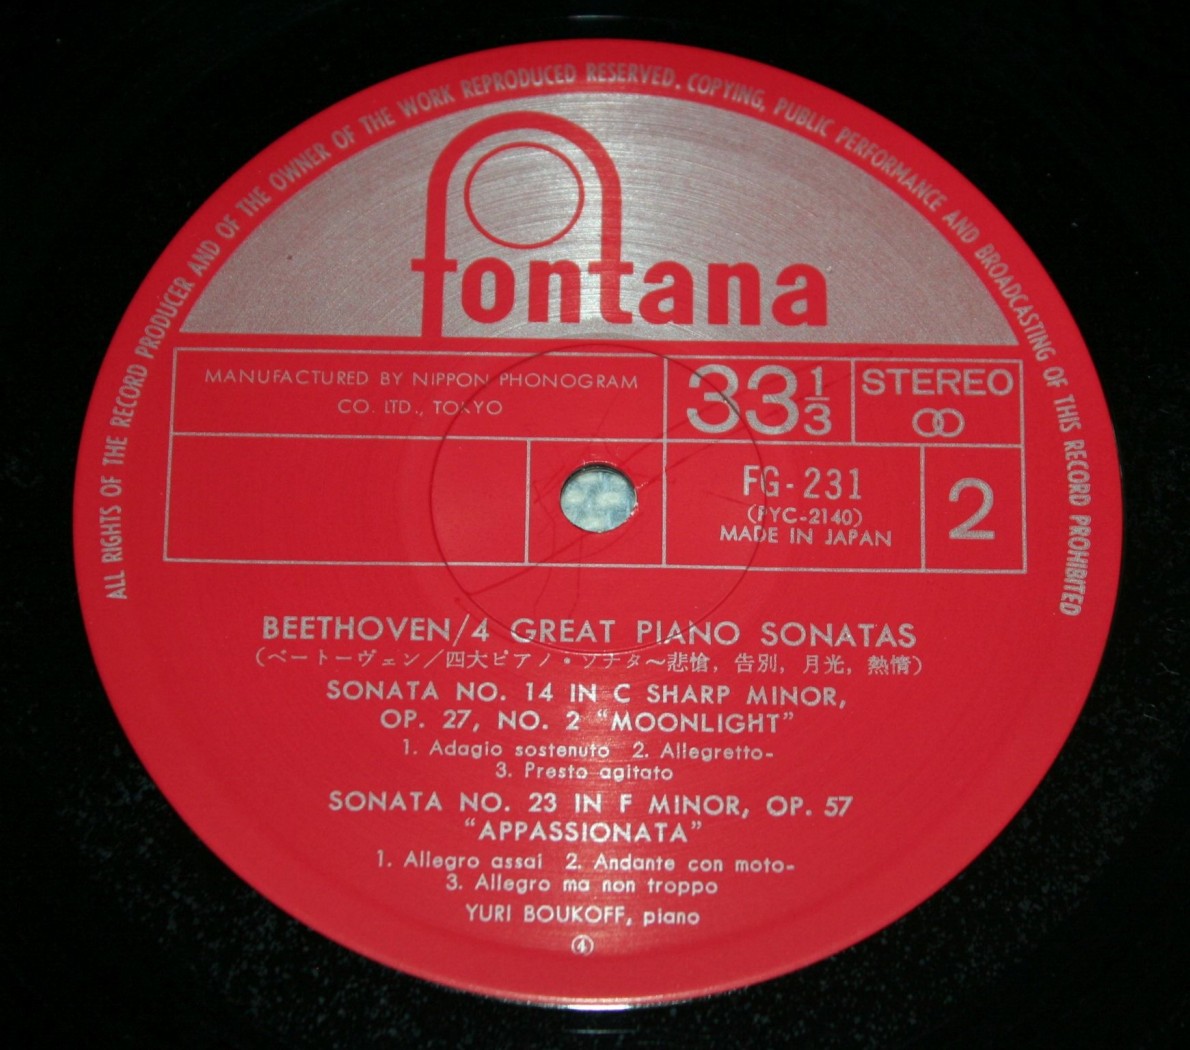 ALL RIGHTS OF THE RECORD PRODUCER AND OF THE OWNER OF THE WORK REPRODUCED RESERVED. COPYING, PUBLIC PERFORMANCE AND BROADCASTING OF THIS RECORD PROHIBITED
fontana
MANUFACTURED BY NIPPON PHONOGRAM
CO. LTD., TOKYO
33 1/3
STEREO
FG-231
(PYC-2140)
MADE IN JAPAN
2
BEETHOVEN/4 GREAT PIANO SONATAS
(ベートーヴェン/四大ピアノ・ソナタ〜悲愴, 告別, 月光, 熱情)
SONATA NO. 14 IN C SHARP MINOR,
OP. 27, NO. 2 “MOONLIGHT”
1. Adagio sostenuto 2. Allegretto-
3. Presto agitato
SONATA NO. 23 IN F MINOR, OP. 57
“APPASSIONATA”
1. Allegro assai 2. Andante con moto-
3. Allegro ma non troppo
YURI BOUKOFF, piano
④